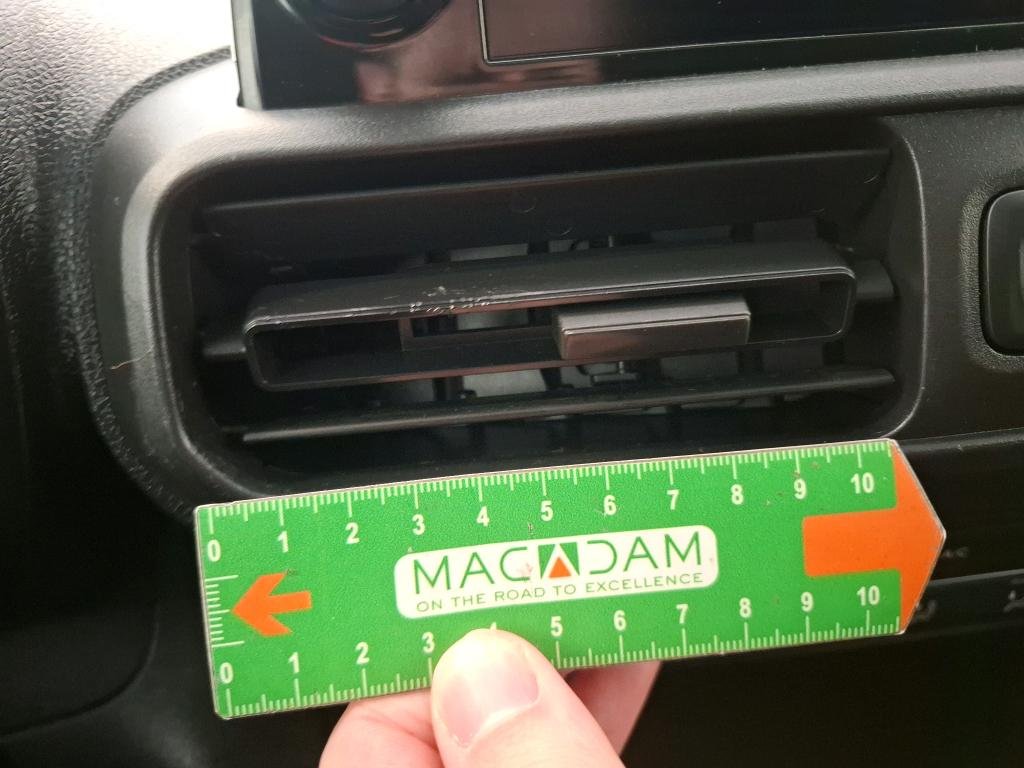 0 1 2 3 4 5 6 7 8 9 10
MACADAM
ON THE ROAD TO EXCELLENCE
0 1 2 3 5 6 7 8 9 10